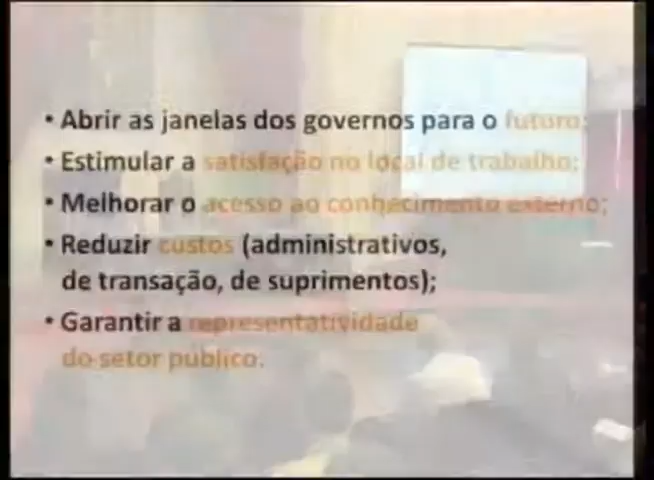 • Abrir as janelas dos governos para o futuro;
• Estimular a satisfação no local de trabalho;
• Melhorar o acesso ao conhecimento externo;
• Reduzir custos (administrativos,
de transação, de suprimentos);
• Garantir a representatividade
do setor público.